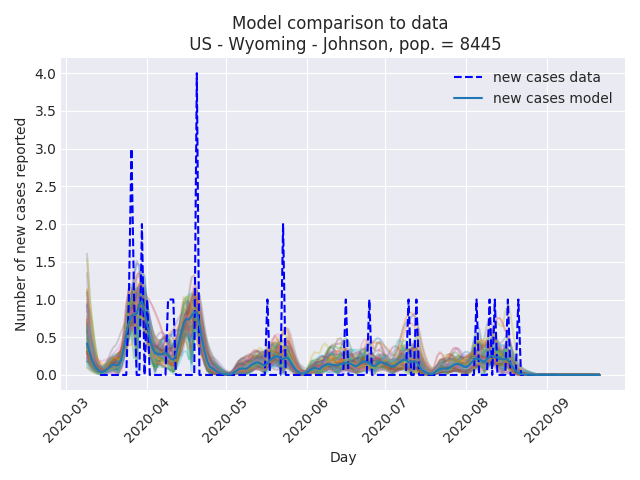 Model comparison to data
US - Wyoming - Johnson, pop. = 8445
new cases data
new cases model
Number of new cases reported
4.0
3.5
3.0
2.5
2.0
1.5
1.0
0.5
0.0
2020-03
2020-04
2020-05
2020-06
2020-07
2020-08
2020-09
Day